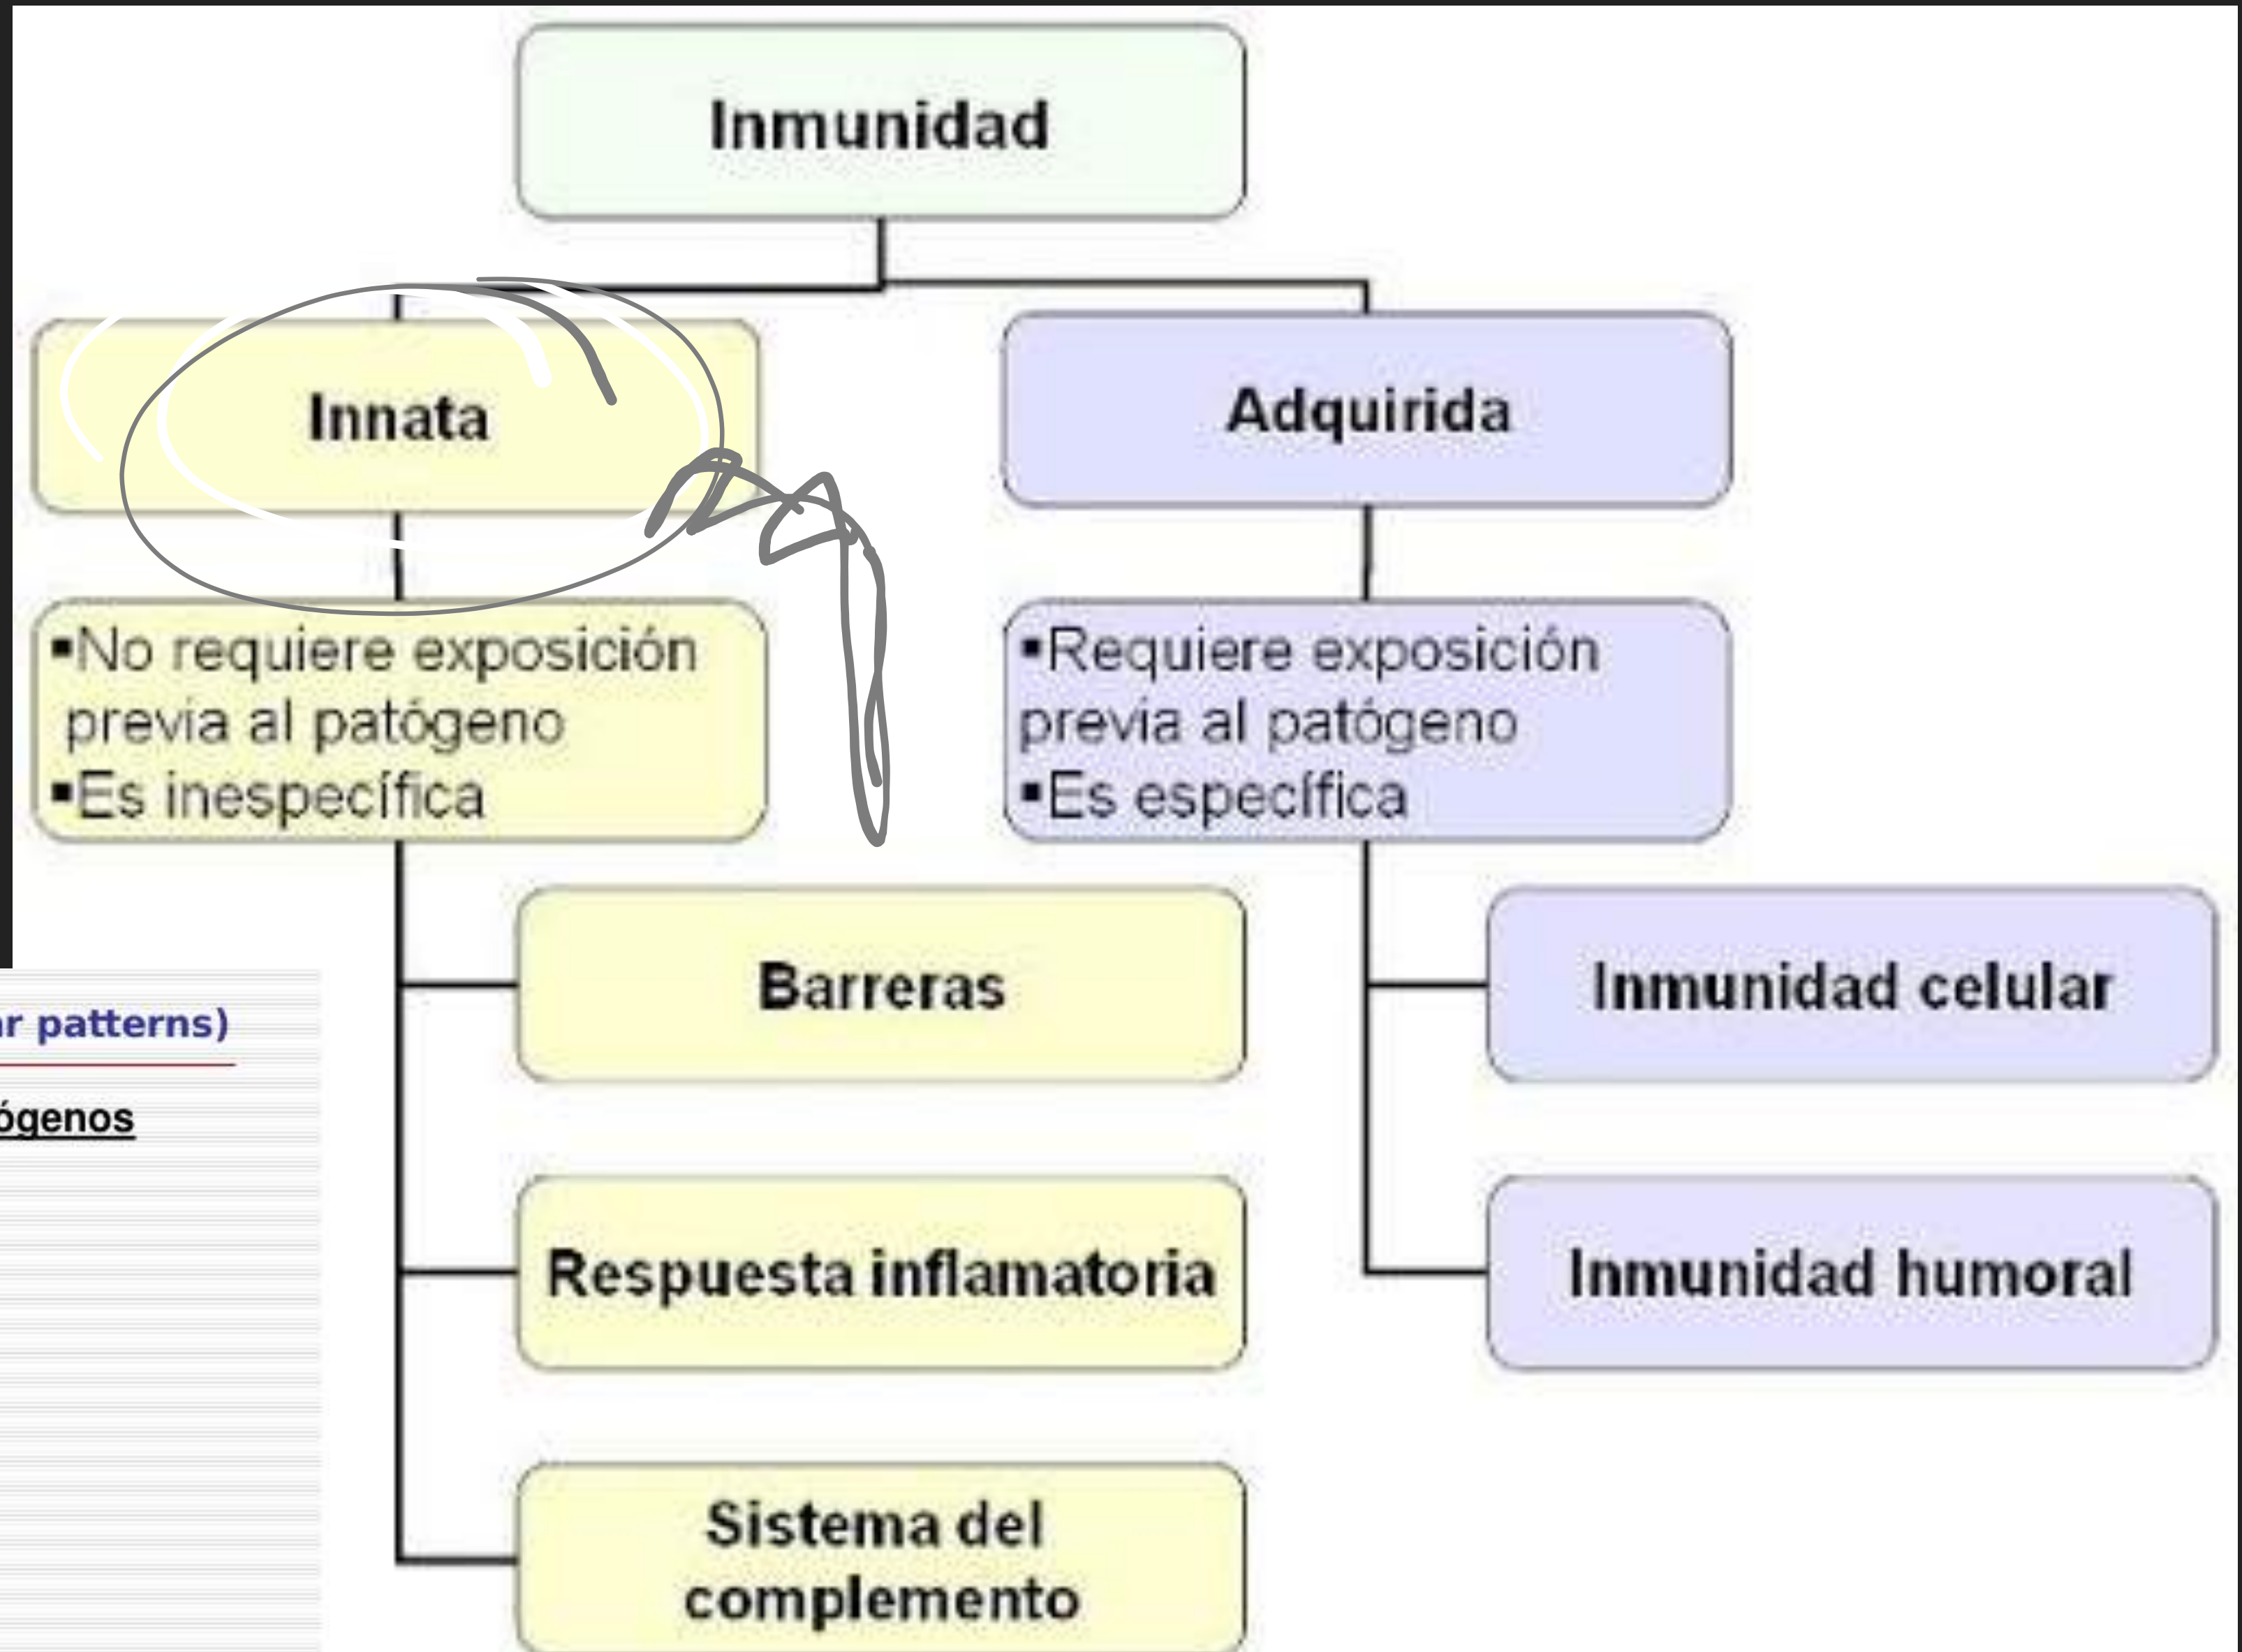 Inmunidad
Innata
Adquirida
▪No requiere exposición
previa al patógeno
▪Es inespecífica
▪Requiere exposición
previa al patógeno
▪Es específica
Barreras
Inmunidad celular
Respuesta inflamatoria
Inmunidad humoral
Sistema del
complemento
patterns)